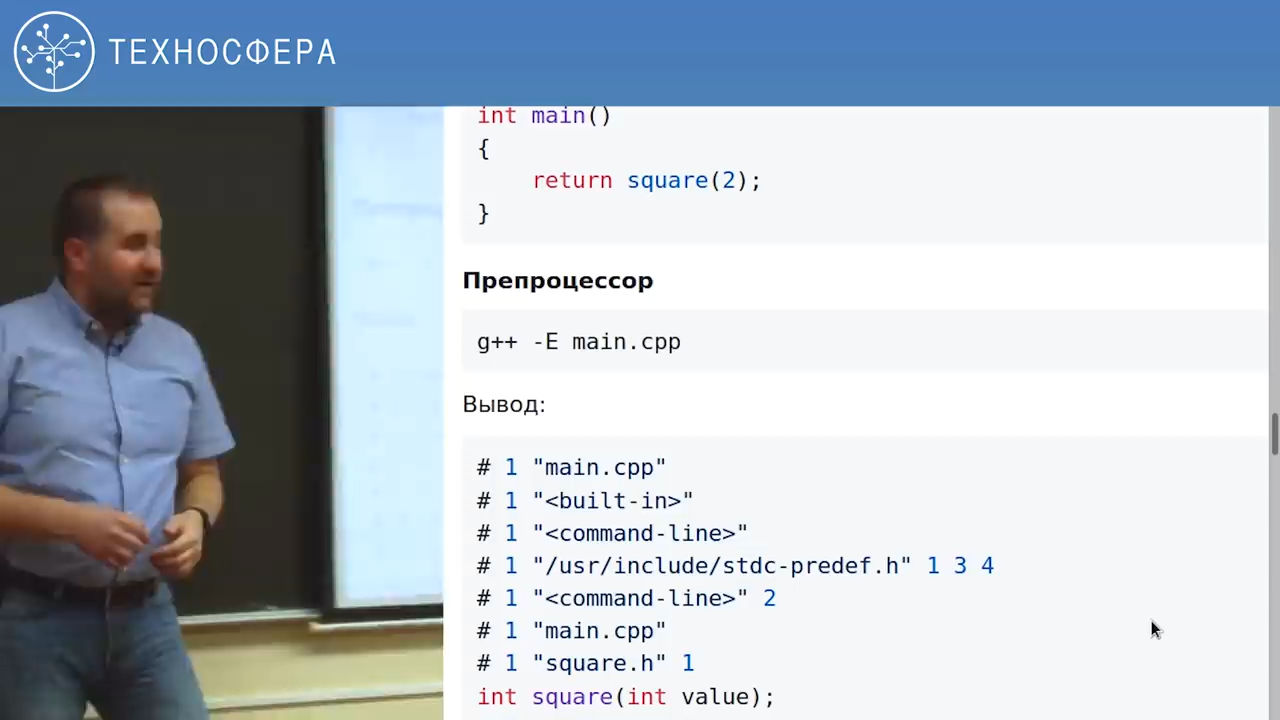 ТЕХНОСФЕРА
int main()
{
    return square(2);
}
Препроцессор
g++ -E main.cpp
Вывод:
# 1 "main.cpp"
# 1 "<built-in>"
# 1 "<command-line>"
# 1 "/usr/include/stdc-predef.h" 1 3 4
# 1 "<command-line>" 2
# 1 "main.cpp"
# 1 "square.h" 1
int square(int value);